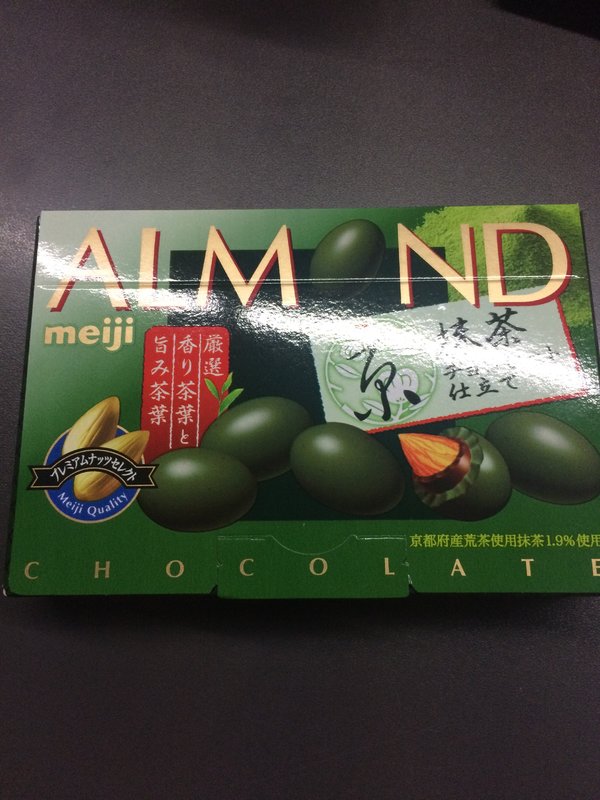 ALMOND
meiji
厳選
香り茶葉と
旨み茶葉
京
抹茶
仕立て
プレミアムナッツセレクト
Meiji Quality
京都府産荒茶使用抹茶1.9%使用
CHOCOLATE